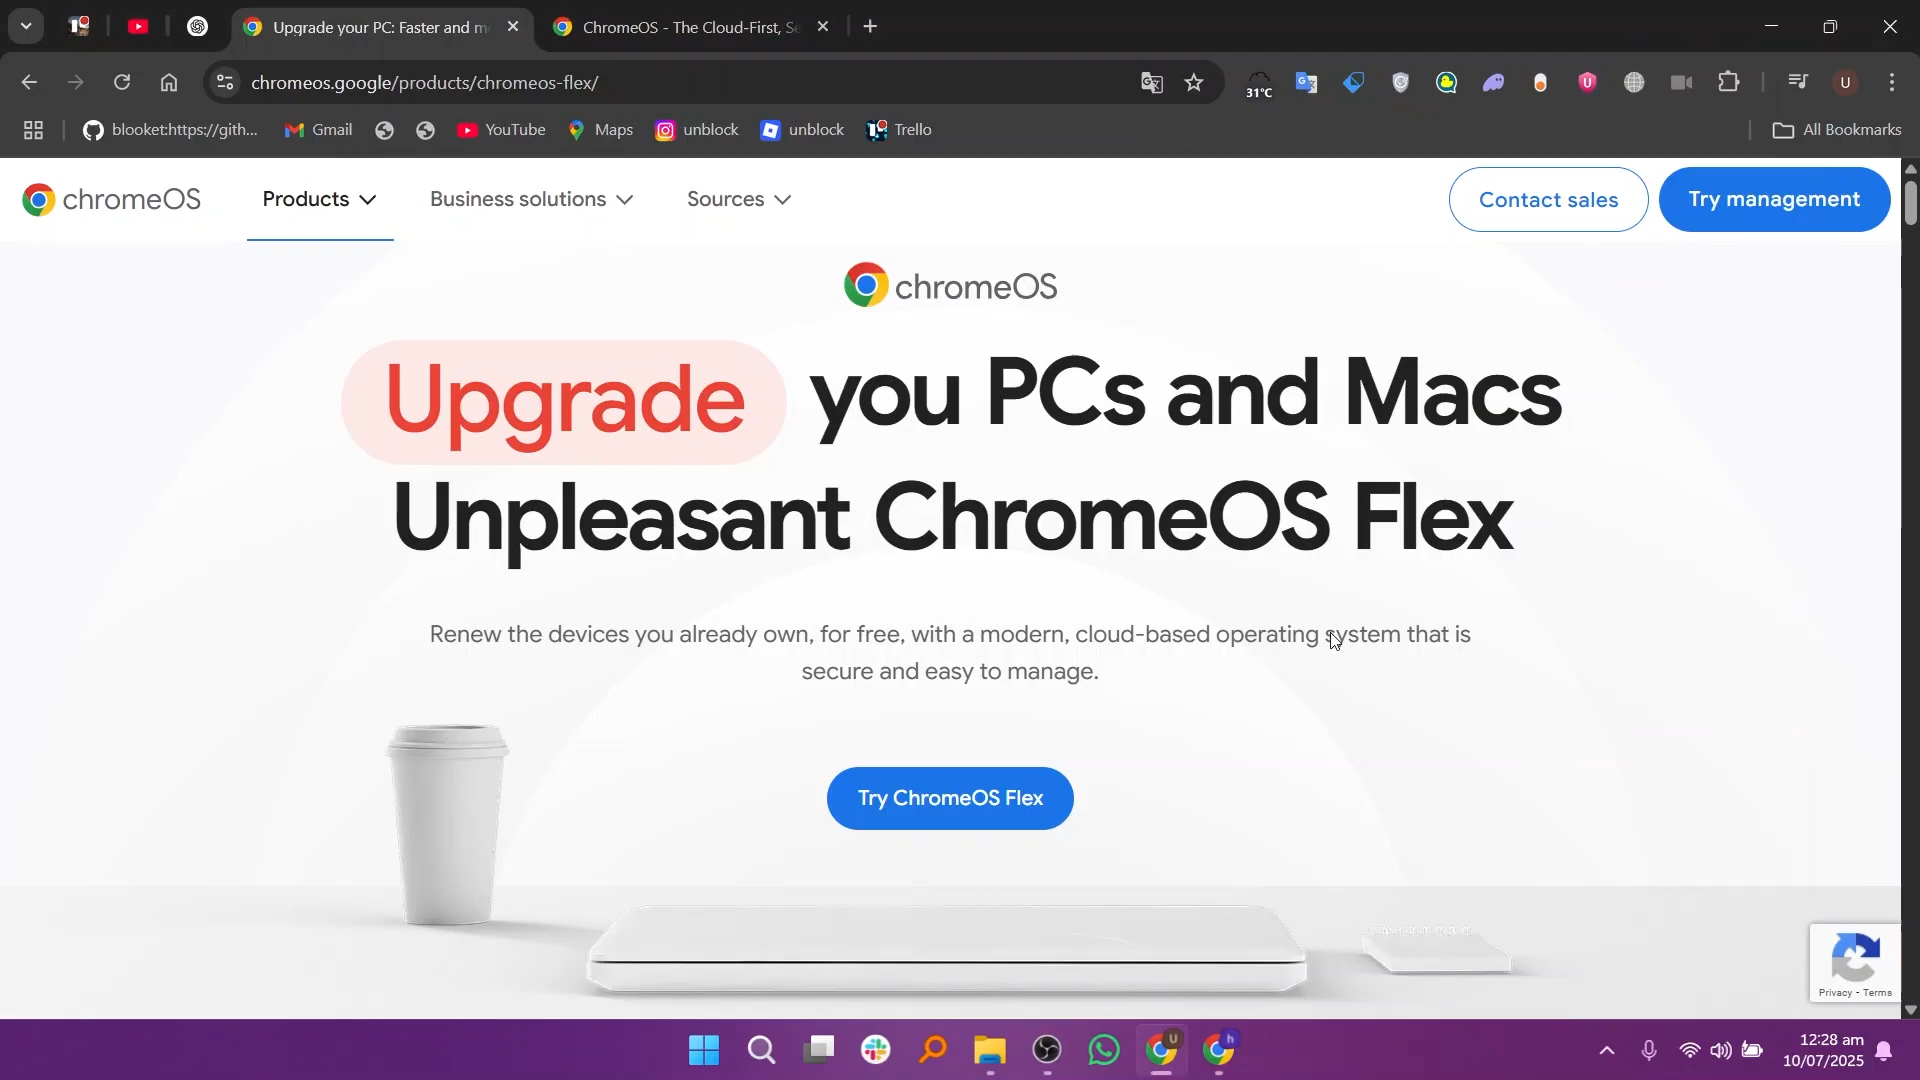 Upgrade your PC: Faster and m
ChromeOS - The Cloud-First, Se
chromeos.google/products/chromeos-flex/
31°C
U
blooket:https://gith...
Gmail
YouTube
Maps
unblock
unblock
Trello
All Bookmarks
chromeOS
Products
Business solutions
Sources
Contact sales
Try management
chromeOS
Upgrade you PCs and Macs
Unpleasant ChromeOS Flex
Renew the devices you already own, for free, with a modern, cloud-based operating system that is
secure and easy to manage.
Try ChromeOS Flex
Privacy - Terms
12:28 am
10/07/2025